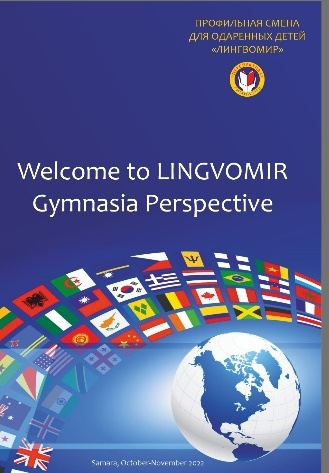 ПРОФИЛЬНАЯ СМЕНА
ДЛЯ ОДАРЕННЫХ ДЕТЕЙ
«ЛИНГВОМИР»
Welcome to LINGVOMIR
Gymnasia Perspective
Samara, October-November 2022